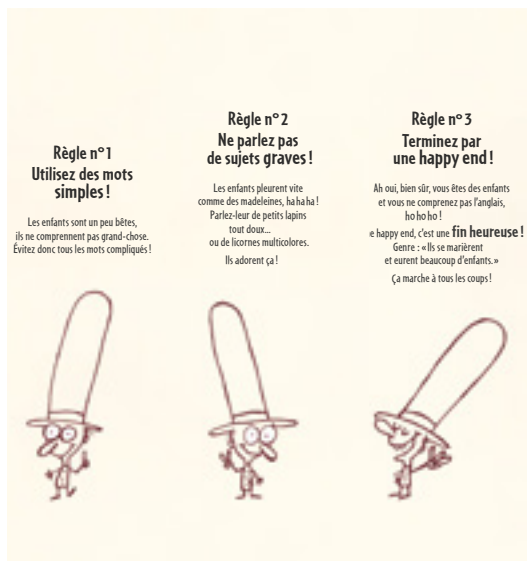 Règle n°1
Utilisez des mots
simples !
Les enfants sont un peu bêtes,
ils ne comprennent pas grand-chose.
Évitez donc tous les mots compliqués !
Règle n°2
Ne parlez pas
de sujets graves !
Les enfants pleurent vite
comme des madeleines, ha ha ha !
Parlez-leur de petits lapins
tout doux...
ou de licornes multicolores.
Ils adorent ça !
Règle n°3
Terminez par
une happy end !
Ah oui, bien sûr, vous êtes des enfants
et vous ne comprenez pas l'anglais,
ho ho ho !
e happy end, c'est une fin heureuse !
Genre : « Ils se marièrent
et eurent beaucoup d'enfants. »
Ça marche à tous les coups !